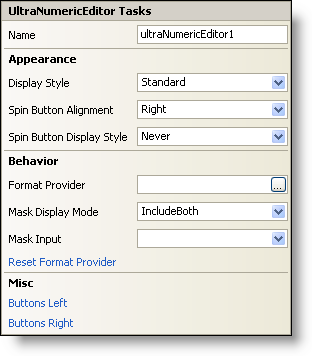 UltraNumericEditor Tasks
Name ultraNumericEditor1
Appearance
Display Style Standard
Spin Button Alignment Right
Spin Button Display Style Never
Behavior
Format Provider ...
Mask Display Mode IncludeBoth
Mask Input
Reset Format Provider
Misc
Buttons Left
Buttons Right